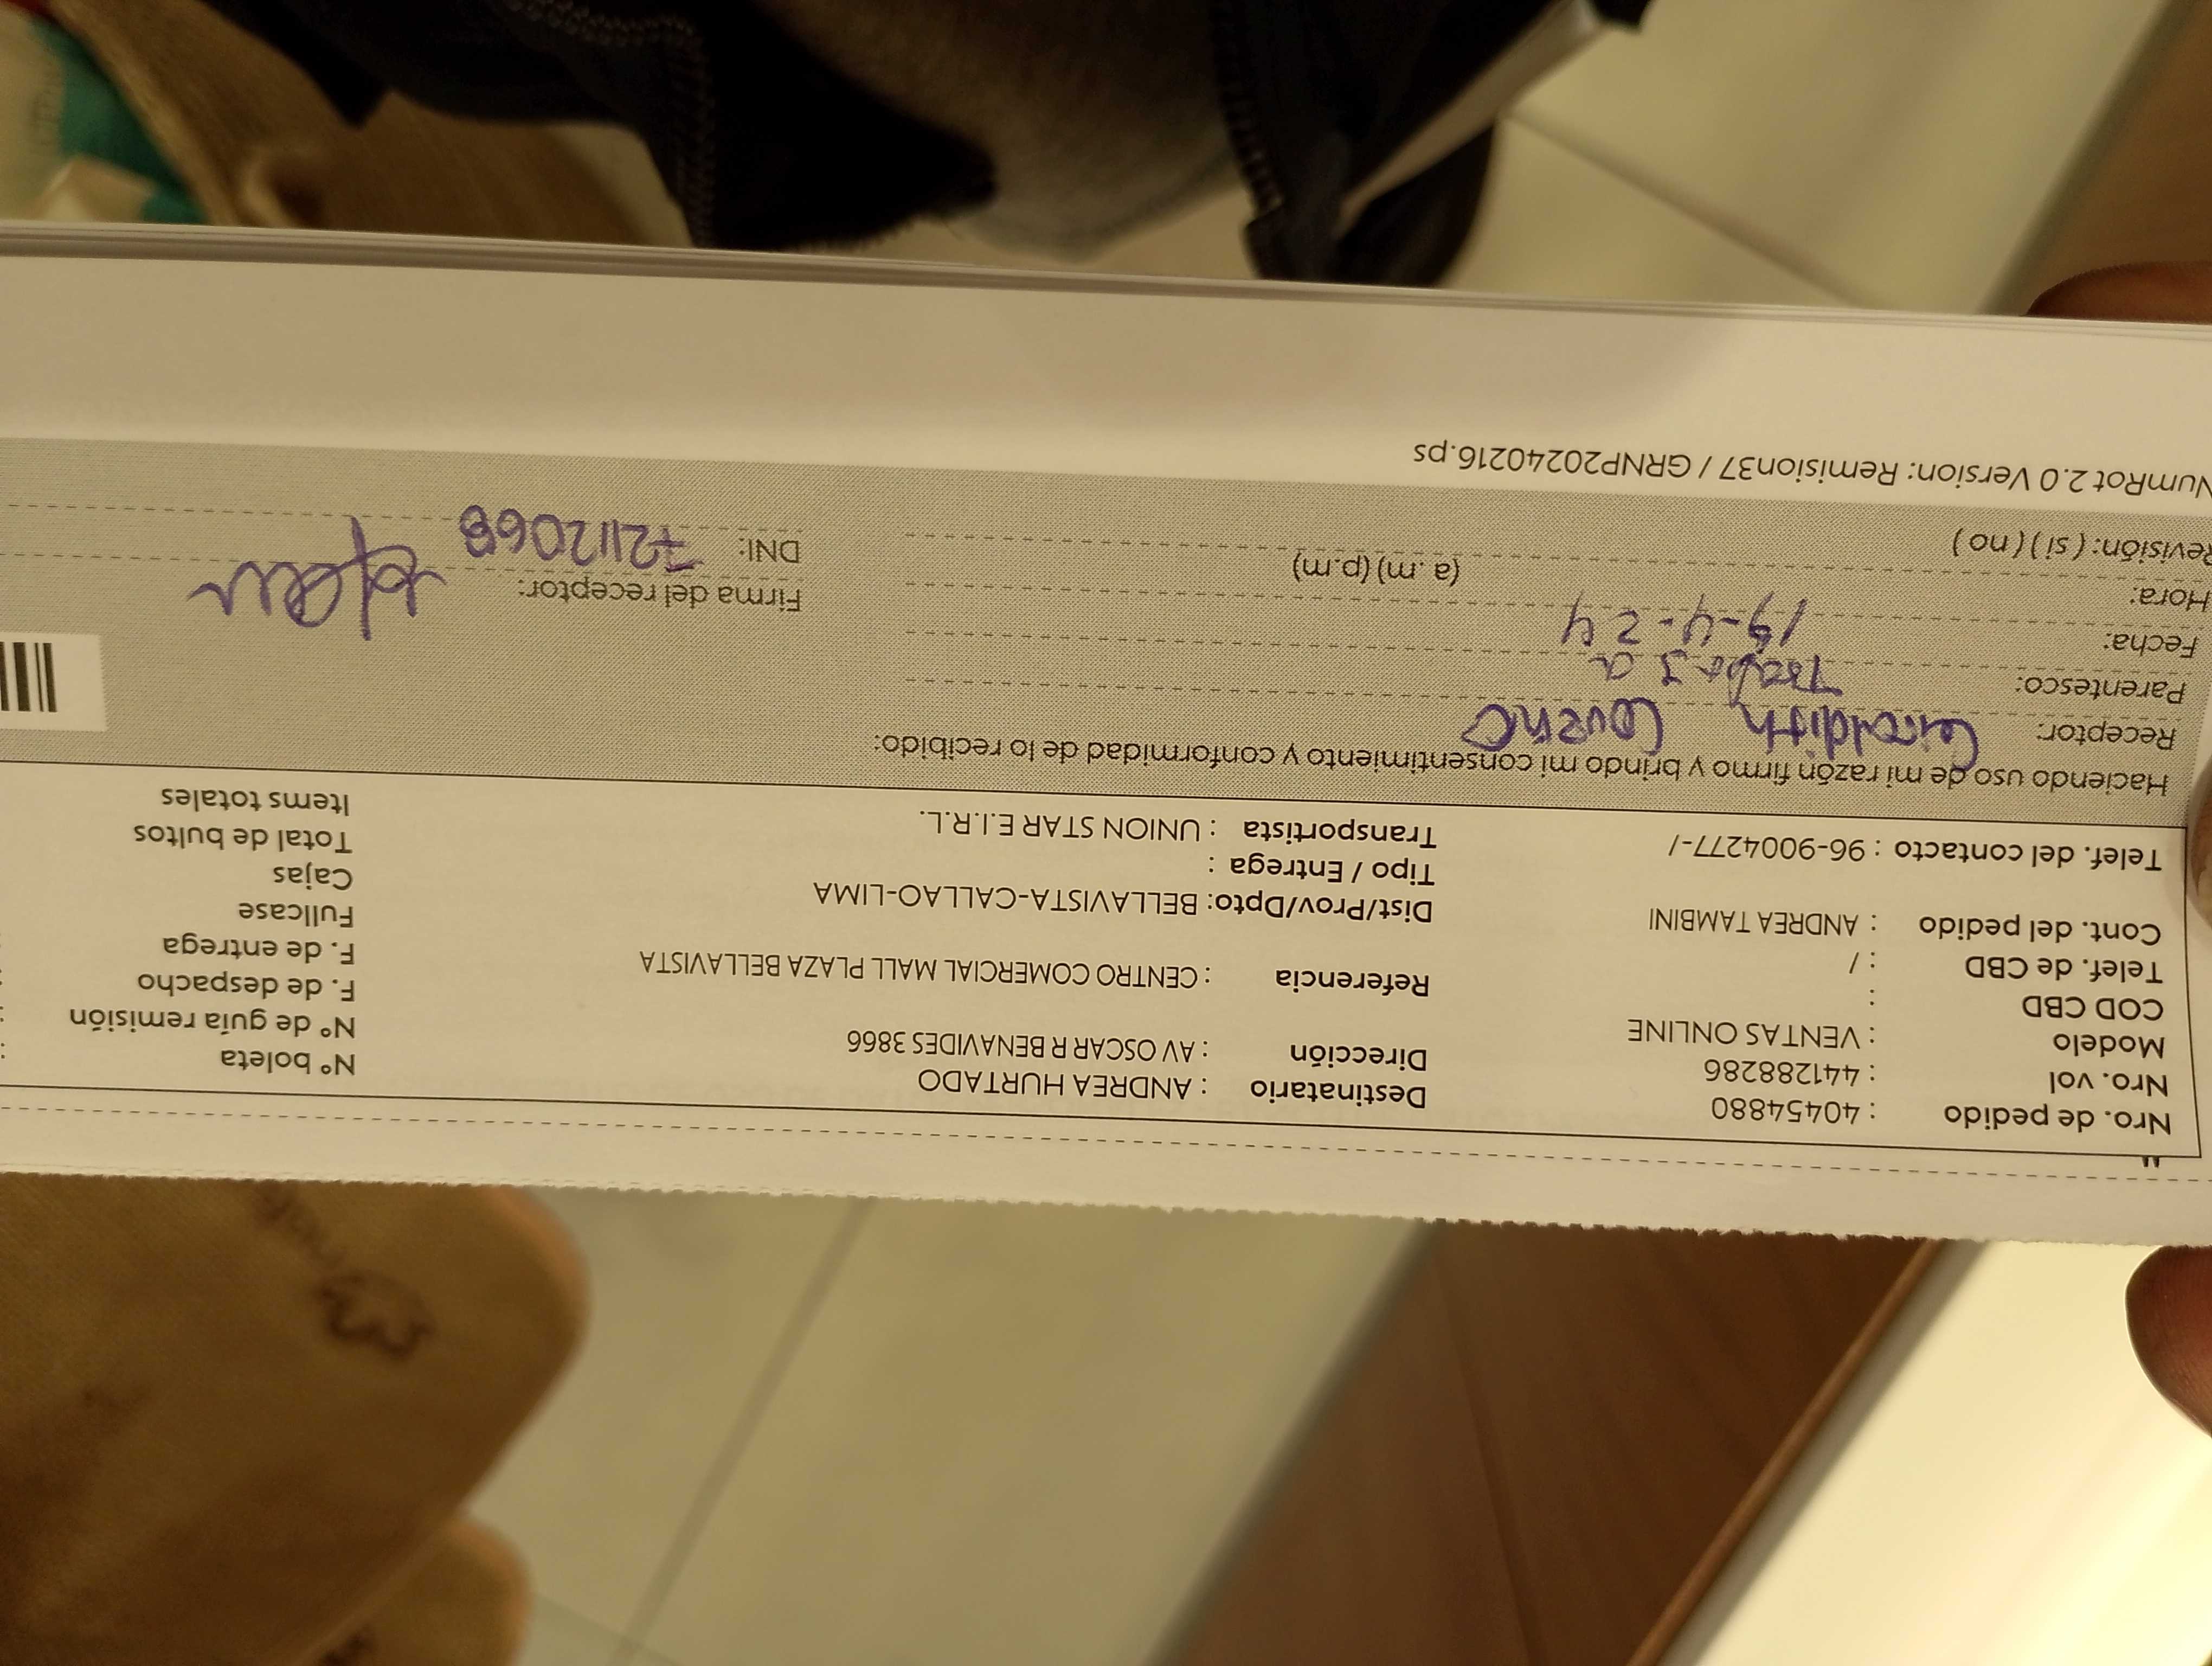 Nro. de pedido : 40454880
Nro. vol : 441288286
Modelo : VENTAS ONLINE
COD CBD :
Telef. de CBD : /
Cont. del pedido : ANDREA TAMBINI
Telef. del contacto : 96-9004277-/
Destinatario : ANDREA HURTADO
Dirección : AV OSCAR R BENAVIDES 3866
Referencia : CENTRO COMERCIAL MALL PLAZA BELLAVISTA
Dist/Prov/Dpto: BELLAVISTA-CALLAO-LIMA
Tipo / Entrega :
Transportista : UNION STAR E.I.R.L.
Nº boleta :
Nº de guía remisión :
F. de despacho :
F. de entrega
Fullcase
Cajas
Total de bultos
Items totales
Haciendo uso de mi razón firmo y brindo mi consentimiento y conformidad de lo recibido:
Receptor:
Parentesco:
Fecha: 19-4-24
Hora: (a.m) (p.m)
Revisión: ( si ) ( no )
Firma del receptor:
DNI: 72112068
NumRot 2.0 Version: Remision37 / GRNP20240216.ps